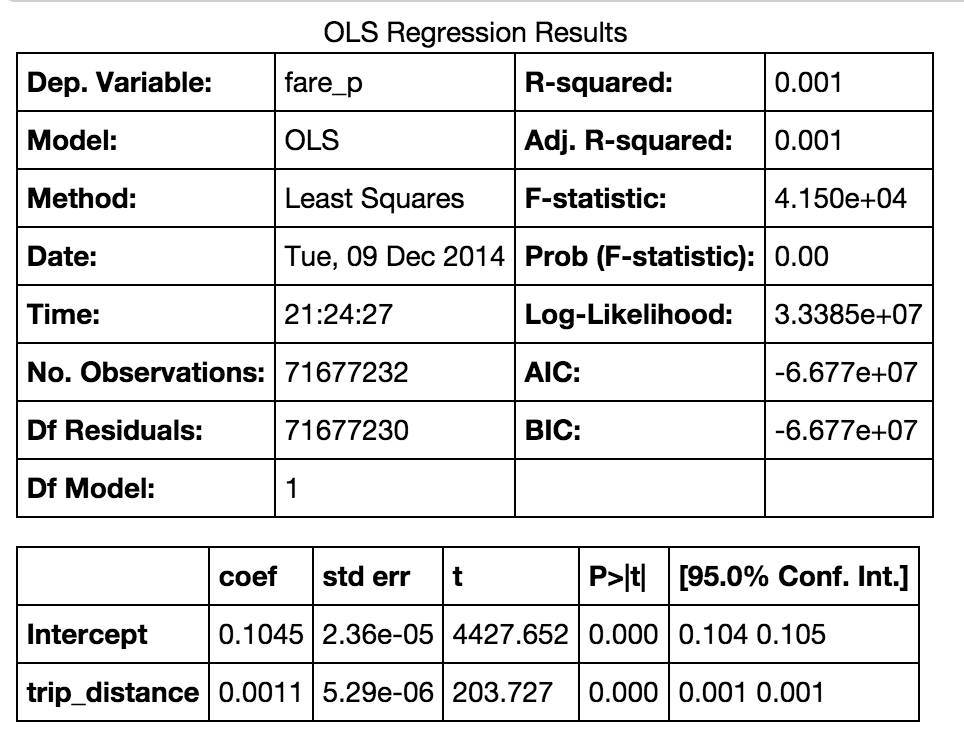 OLS Regression Results
Dep. Variable: fare_p R-squared: 0.001
Model: OLS Adj. R-squared: 0.001
Method: Least Squares F-statistic: 4.150e+04
Date: Tue, 09 Dec 2014 Prob (F-statistic): 0.00
Time: 21:24:27 Log-Likelihood: 3.3385e+07
No. Observations: 71677232 AIC: -6.677e+07
Df Residuals: 71677230 BIC: -6.677e+07
Df Model: 1
coef std err t P>|t| [95.0% Conf. Int.]
Intercept 0.1045 2.36e-05 4427.652 0.000 0.104 0.105
trip_distance 0.0011 5.29e-06 203.727 0.000 0.001 0.001